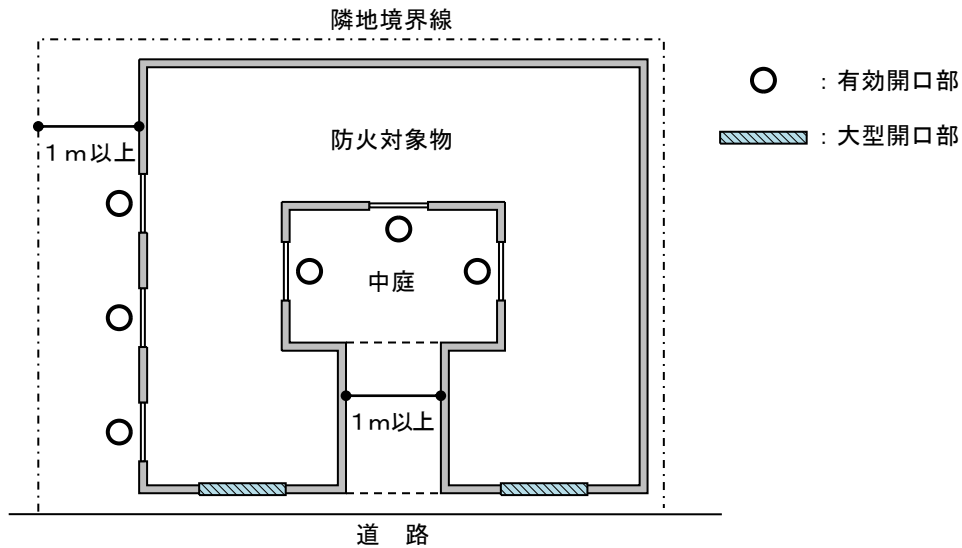 隣地境界線
：有効開口部
防火対象物
：大型開口部
１ｍ以上
中庭
１ｍ以上
道　路